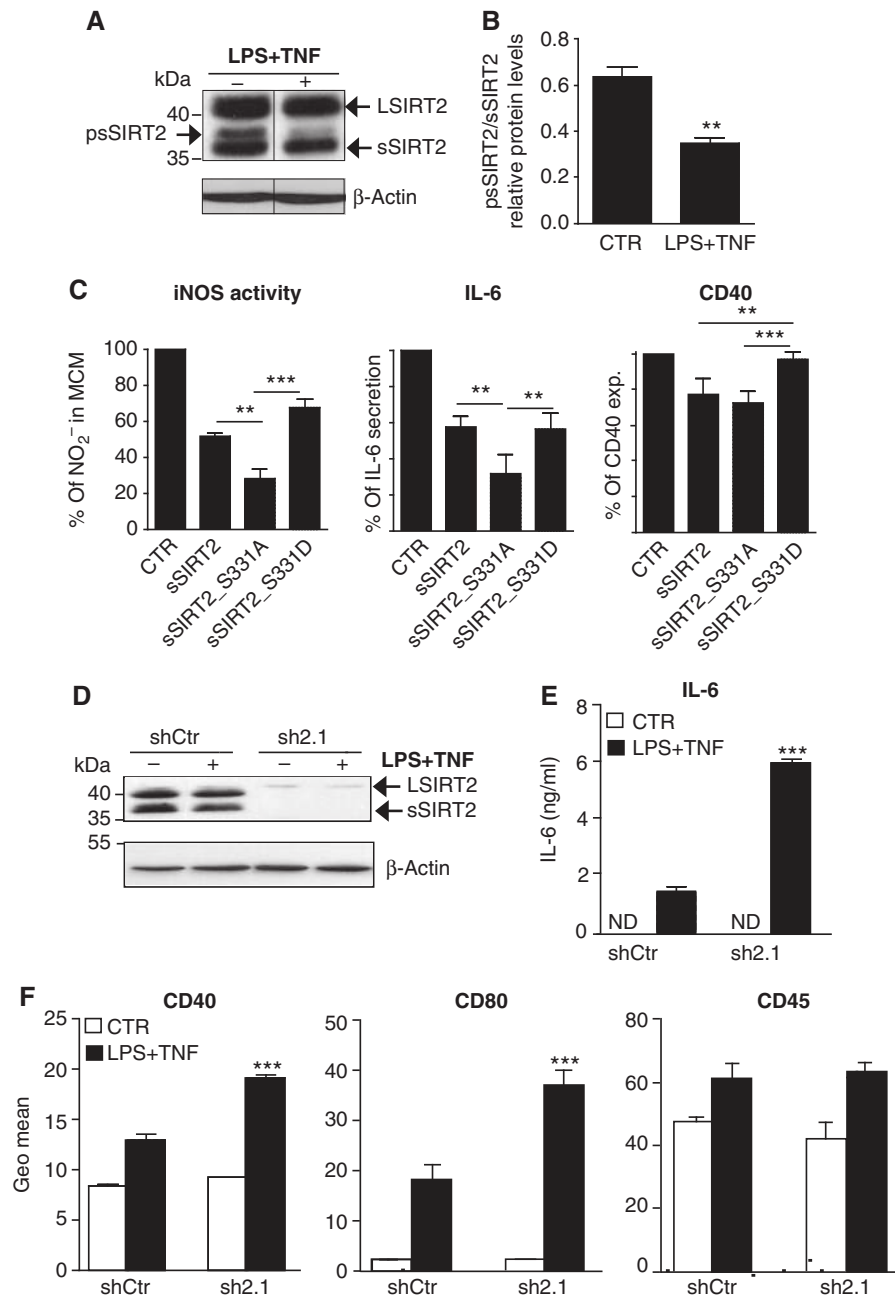 A
LPS+TNF
kDa
– +
40
LSIRT2
psSIRT2
35
sSIRT2
β-Actin
B
psSIRT2/sSIRT2
relative protein levels
0.8
0.6
0.4
0.2
0.0
**
CTR LPS+TNF
C
iNOS activity
% Of NO₂⁻ in MCM
100
80
60
40
20
0
** ***
CTR
sSIRT2
sSIRT2_S331A
sSIRT2_S331D
IL-6
% Of IL-6 secretion
** **
CTR
sSIRT2
sSIRT2_S331A
sSIRT2_S331D
CD40
% Of CD40 exp.
**
***
CTR
sSIRT2
sSIRT2_S331A
sSIRT2_S331D
D
shCtr sh2.1
kDa – + – + LPS+TNF
40
LSIRT2
35
sSIRT2
55
β-Actin
E
IL-6
IL-6 (ng/ml)
8
6
4
2
0
CTR
LPS+TNF
***
ND ND
shCtr sh2.1
F
CD40
Geo mean
25
20
15
10
5
0
CTR
LPS+TNF
***
shCtr sh2.1
CD80
50
40
30
20
10
0
***
shCtr sh2.1
CD45
80
60
40
20
0
shCtr sh2.1